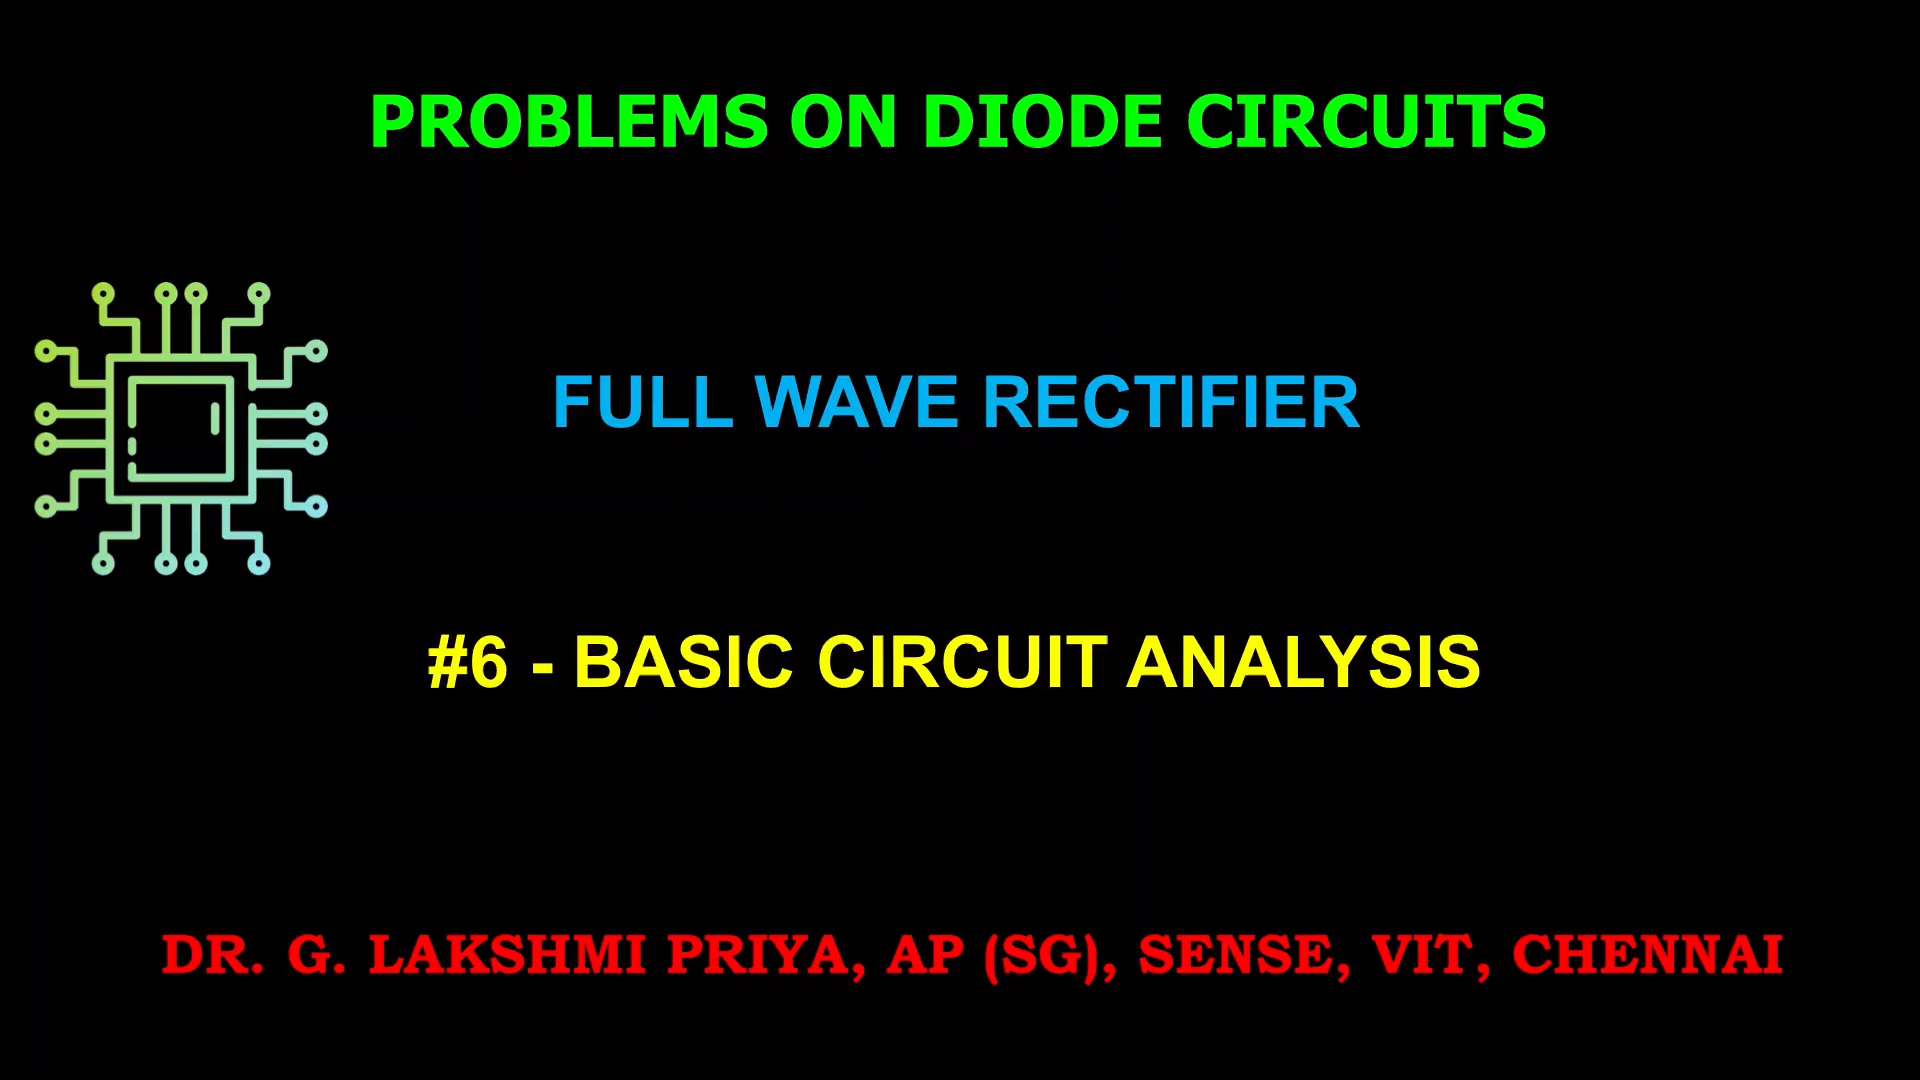 PROBLEMS ON DIODE CIRCUITS
FULL WAVE RECTIFIER
#6 - BASIC CIRCUIT ANALYSIS
DR. G. LAKSHMI PRIYA, AP (SG), SENSE, VIT, CHENNAI